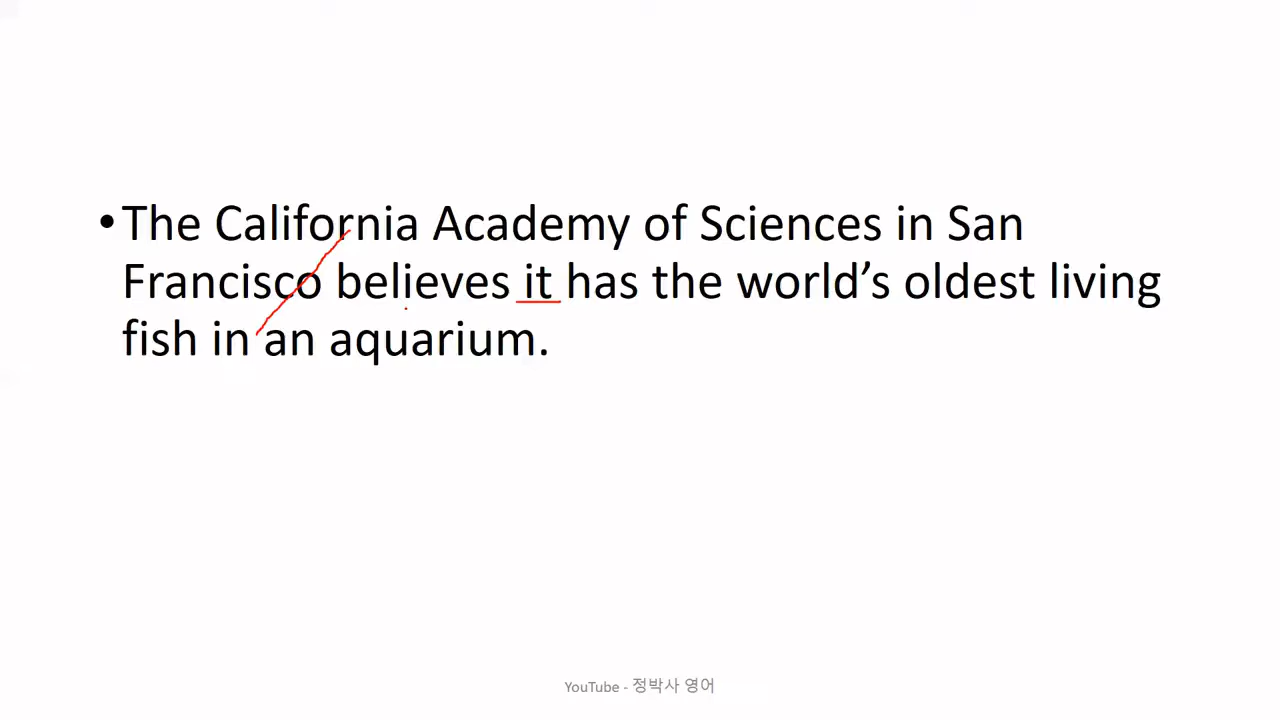 •The California Academy of Sciences in San
Francisco believes it has the world’s oldest living
fish in an aquarium.
YouTube - 정박사 영어